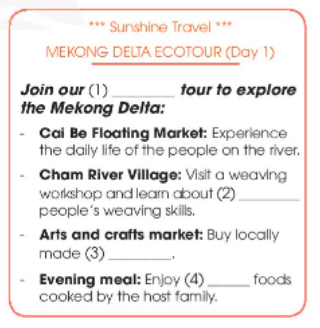 *** Sunshine Travel ***
MEKONG DELTA ECOTOUR (Day 1)
Join our (1) ________ tour to explore
the Mekong Delta:
- Cai Be Floating Market: Experience
the daily life of the people on the river.
- Cham River Village: Visit a weaving
workshop and learn about (2) ________
people's weaving skills.
- Arts and crafts market: Buy locally
made (3) ________.
- Evening meal: Enjoy (4) _____ foods
cooked by the host family.